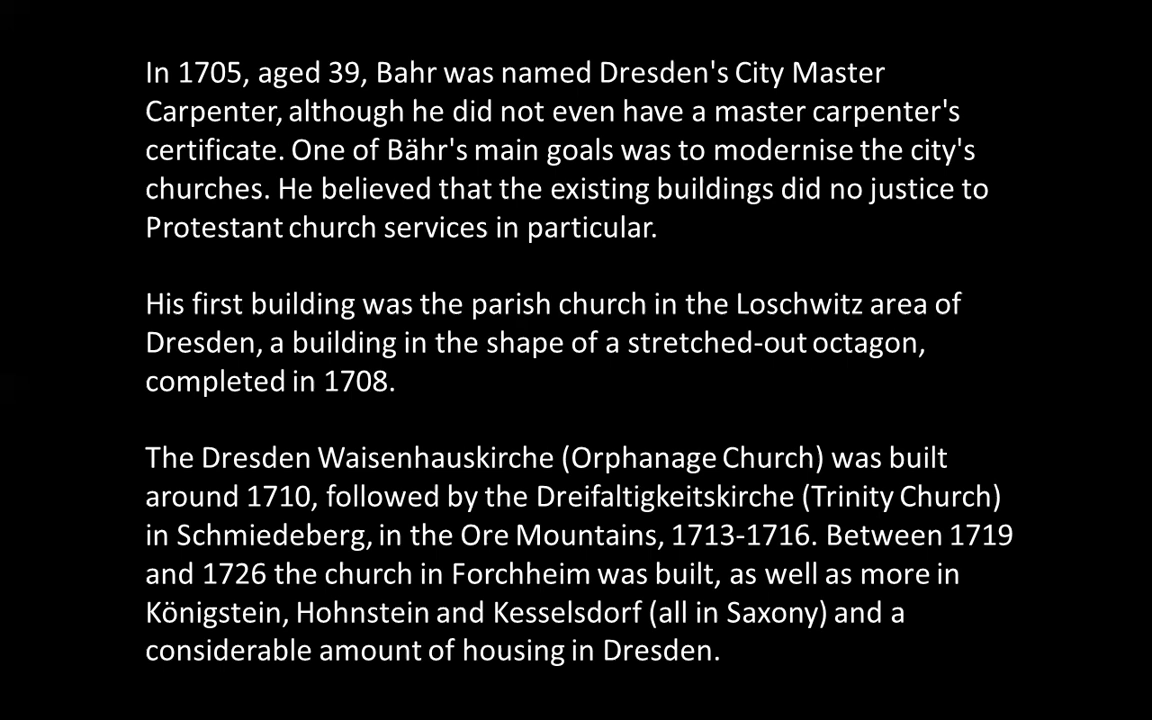 In 1705, aged 39, Bahr was named Dresden's City Master
Carpenter, although he did not even have a master carpenter's
certificate. One of Bähr's main goals was to modernise the city's
churches. He believed that the existing buildings did no justice to
Protestant church services in particular.
His first building was the parish church in the Loschwitz area of
Dresden, a building in the shape of a stretched-out octagon,
completed in 1708.
The Dresden Waisenhauskirche (Orphanage Church) was built
around 1710, followed by the Dreifaltigkeitskirche (Trinity Church)
in Schmiedeberg, in the Ore Mountains, 1713-1716. Between 1719
and 1726 the church in Forchheim was built, as well as more in
Königstein, Hohnstein and Kesselsdorf (all in Saxony) and a
considerable amount of housing in Dresden.